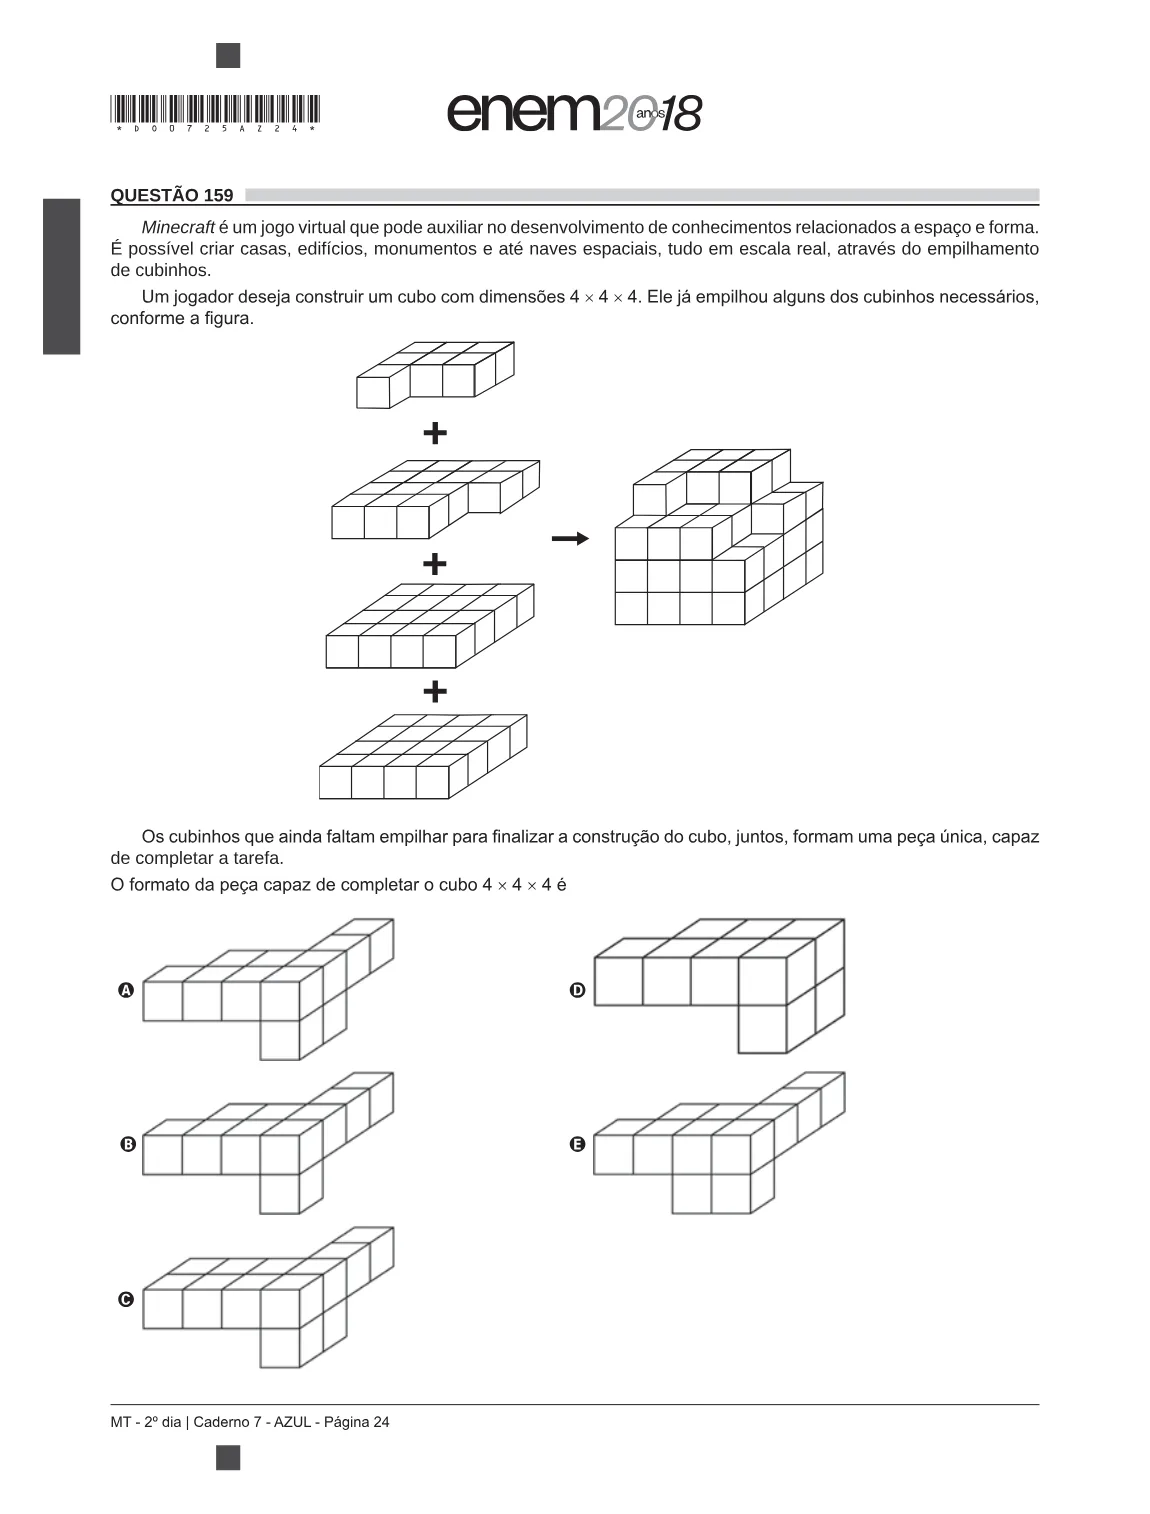 *D00725AZ24*
enem2018
anos
QUESTÃO 159
Minecraft é um jogo virtual que pode auxiliar no desenvolvimento de conhecimentos relacionados a espaço e forma.
É possível criar casas, edifícios, monumentos e até naves espaciais, tudo em escala real, através do empilhamento
de cubinhos.
Um jogador deseja construir um cubo com dimensões 4 × 4 × 4. Ele já empilhou alguns dos cubinhos necessários,
conforme a figura.
+
+
+
Os cubinhos que ainda faltam empilhar para finalizar a construção do cubo, juntos, formam uma peça única, capaz
de completar a tarefa.
O formato da peça capaz de completar o cubo 4 × 4 × 4 é
A
B
C
D
E
MT - 2º dia | Caderno 7 - AZUL - Página 24